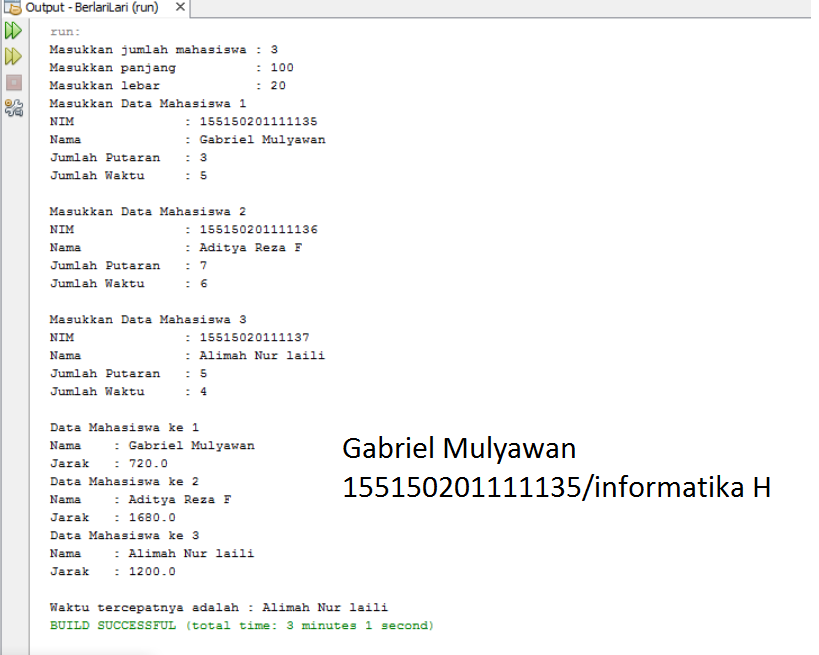 Output - BerlariLari (run)
run:
Masukkan jumlah mahasiswa : 3
Masukkan panjang          : 100
Masukkan lebar            : 20
Masukkan Data Mahasiswa 1
NIM            : 155150201111135
Nama           : Gabriel Mulyawan
Jumlah Putaran : 3
Jumlah Waktu   : 5

Masukkan Data Mahasiswa 2
NIM            : 155150201111136
Nama           : Aditya Reza F
Jumlah Putaran : 7
Jumlah Waktu   : 6

Masukkan Data Mahasiswa 3
NIM            : 15515020111137
Nama           : Alimah Nur laili
Jumlah Putaran : 5
Jumlah Waktu   : 4

Data Mahasiswa ke 1
Nama   : Gabriel Mulyawan
Jarak  : 720.0
Data Mahasiswa ke 2
Nama   : Aditya Reza F
Jarak  : 1680.0
Data Mahasiswa ke 3
Nama   : Alimah Nur laili
Jarak  : 1200.0

Waktu tercepatnya adalah : Alimah Nur laili
BUILD SUCCESSFUL (total time: 3 minutes 1 second)
Gabriel Mulyawan
155150201111135/informatika H